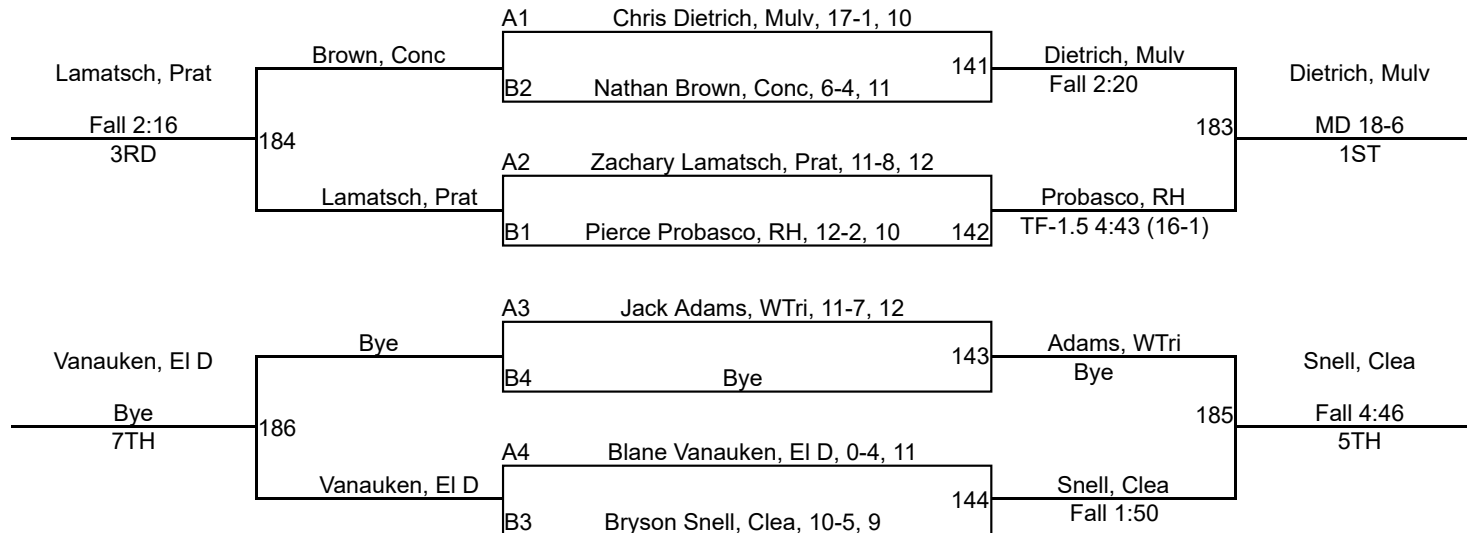 A1 Chris Dietrich, Mulv, 17-1, 10
Brown, Conc
Dietrich, Mulv
Lamatsch, Prat
141
Dietrich, Mulv
B2 Nathan Brown, Conc, 6-4, 11
Fall 2:20
Fall 2:16
183
MD 18-6
184
3RD
1ST
A2 Zachary Lamatsch, Prat, 11-8, 12
Lamatsch, Prat
Probasco, RH
B1 Pierce Probasco, RH, 12-2, 10
142
TF-1.5 4:43 (16-1)
A3 Jack Adams, WTri, 11-7, 12
Bye
Adams, WTri
Vanauken, El D
143
Snell, Clea
B4 Bye
Bye
Bye
185
Fall 4:46
186
7TH
5TH
A4 Blane Vanauken, El D, 0-4, 11
Vanauken, El D
Snell, Clea
144
Fall 1:50
B3 Bryson Snell, Clea, 10-5, 9